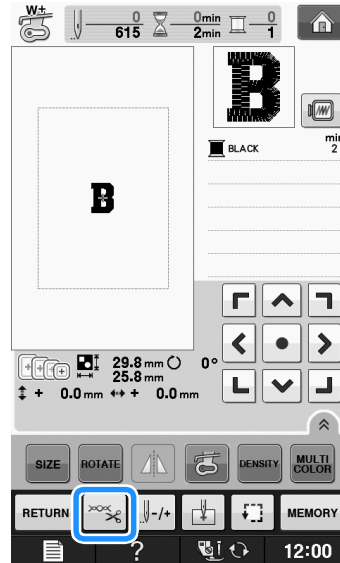 W+
0 0min 0
615 2min 1
B
min
BLACK 2
B
29.8 mm 0°
25.8 mm
+ 0.0 mm + 0.0 mm
SIZE ROTATE DENSITY MULTI COLOR
RETURN -/+ MEMORY
? 12:00